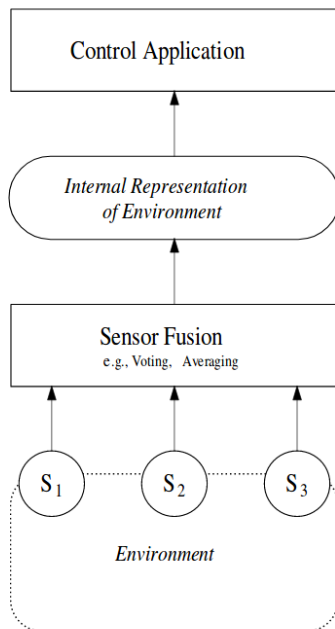 Control Application
Internal Representation
of Environment
Sensor Fusion
e.g., Voting, Averaging
S1 S2 S3
Environment